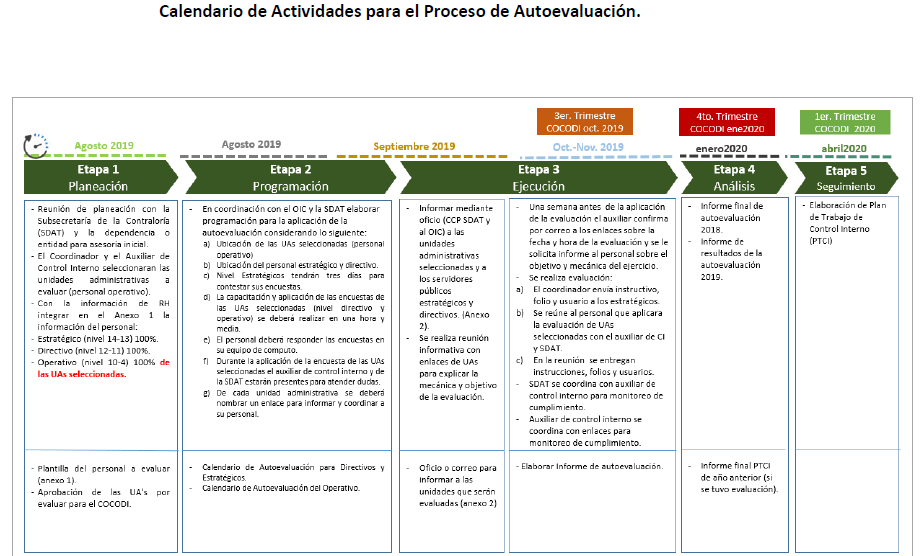 Calendario de Actividades para el Proceso de Autoevaluación.
3er. Trimestre
COCODI oct. 2019
4to. Trimestre
COCODI ene2020
1er. Trimestre
COCODI 2020
Agosto 2019
Agosto 2019
Septiembre 2019
Oct.-Nov. 2019
enero2020
abril2020
Etapa 1
Planeación
Etapa 2
Programación
Etapa 3
Ejecución
Etapa 4
Análisis
Etapa 5
Seguimiento
- Reunión de planeación con la
Subsecretaría de la Contraloría
(SDAT) y la dependencia o
entidad para asesoría inicial.
- El Coordinador y el Auxiliar de
Control Interno seleccionaran las
unidades administrativas a
evaluar (personal operativo).
- Con la información de RH
integrar en el Anexo 1 la
información del personal:
- Estratégico (nivel 14-13) 100%.
- Directivo (nivel 12-11) 100%.
- Operativo (nivel 10-4) 100% de
las UAs seleccionadas.
- En coordinación con el OIC y la SDAT elaborar
programación para la aplicación de la
autoevaluación considerando lo siguiente:
a) Ubicación de las UAs seleccionadas (personal
operativo)
b) Ubicación del personal estratégico y directivo.
c) Nivel Estratégicos tendrán tres días para
contestar sus encuestas.
d) La capacitación y aplicación de las encuestas de
las UAs seleccionadas (nivel directivo y
operativo) se deberá realizar en una hora y
media.
e) El personal deberá responder las encuestas en
su equipo de computo.
f) Durante la aplicación de la encuesta de las UAs
seleccionadas el auxiliar de control interno y de
la SDAT estarán presentes para atender dudas.
g) De cada unidad administrativa se deberá
nombrar un enlace para informar y coordinar a
su personal.
- Informar mediante
oficio (CCP SDAT y
al OIC) a las
unidades
administrativas
seleccionadas y a
los servidores
públicos
estratégicos y
directivos. (Anexo
2).
- Se realiza reunión
informativa con
enlaces de UAs
para explicar la
mecánica y objetivo
de la evaluación.
- Una semana antes de la aplicación
de la evaluación el auxiliar confirma
por correo a los enlaces sobre la
fecha y hora de la evaluación y se le
solicita informe al personal sobre el
objetivo y mecánica del ejercicio.
- Se realiza evaluación:
a) El coordinador envía instructivo,
folio y usuario a los estratégicos.
b) Se reúne al personal que aplicara
la evaluación de UAs
seleccionadas con el auxiliar de CI
y SDAT.
c) En la reunión se entregan
instrucciones, folios y usuarios.
- SDAT se coordina con auxiliar de
control interno para monitoreo de
cumplimiento.
- Auxiliar de control interno se
coordina con enlaces para
monitoreo de cumplimiento.
- Informe final de
autoevaluación
2018.
- Informe de
resultados de la
autoevaluación
2019.
- Elaboración de Plan
de Trabajo de
Control Interno
(PTCI)
- Plantilla del personal a evaluar
(anexo 1).
- Aprobación de las UA's por
evaluar para el COCODI.
- Calendario de Autoevaluación para Directivos y
Estratégicos.
- Calendario de Autoevaluación del Operativo.
- Oficio o correo para
informar a las
unidades que serán
evaluadas (anexo 2)
- Elaborar Informe de autoevaluación.
- Informe final PTCI
de año anterior (si
se tuvo evaluación).